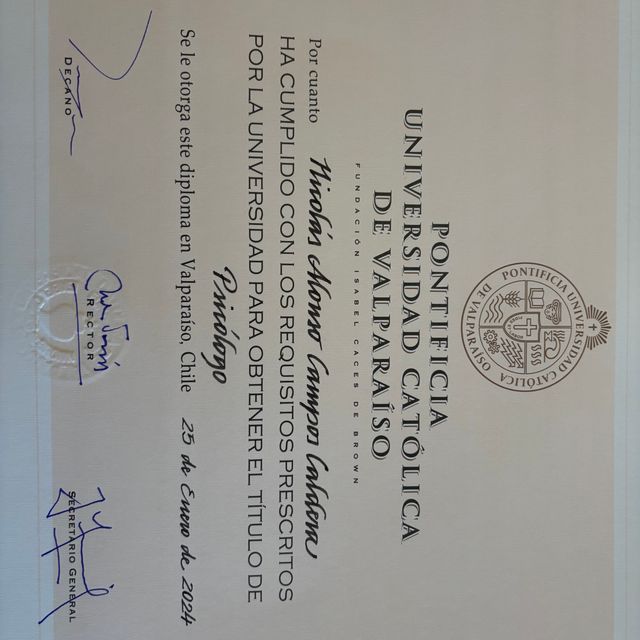 PONTIFICIA UNIVERSIDAD CATÓLICA
DE VALPARAÍSO
PONTIFICIA
UNIVERSIDAD CATÓLICA
DE VALPARAÍSO
FUNDACIÓN ISABEL CACES DE BROWN
Por cuanto Nicolás Alonso Campos Caldera
HA CUMPLIDO CON LOS REQUISITOS PRESCRITOS
POR LA UNIVERSIDAD PARA OBTENER EL TÍTULO DE
Psicólogo
Se le otorga este diploma en Valparaíso, Chile 25 de Enero de 2024
DECANO
RECTOR
SECRETARIO GENERAL